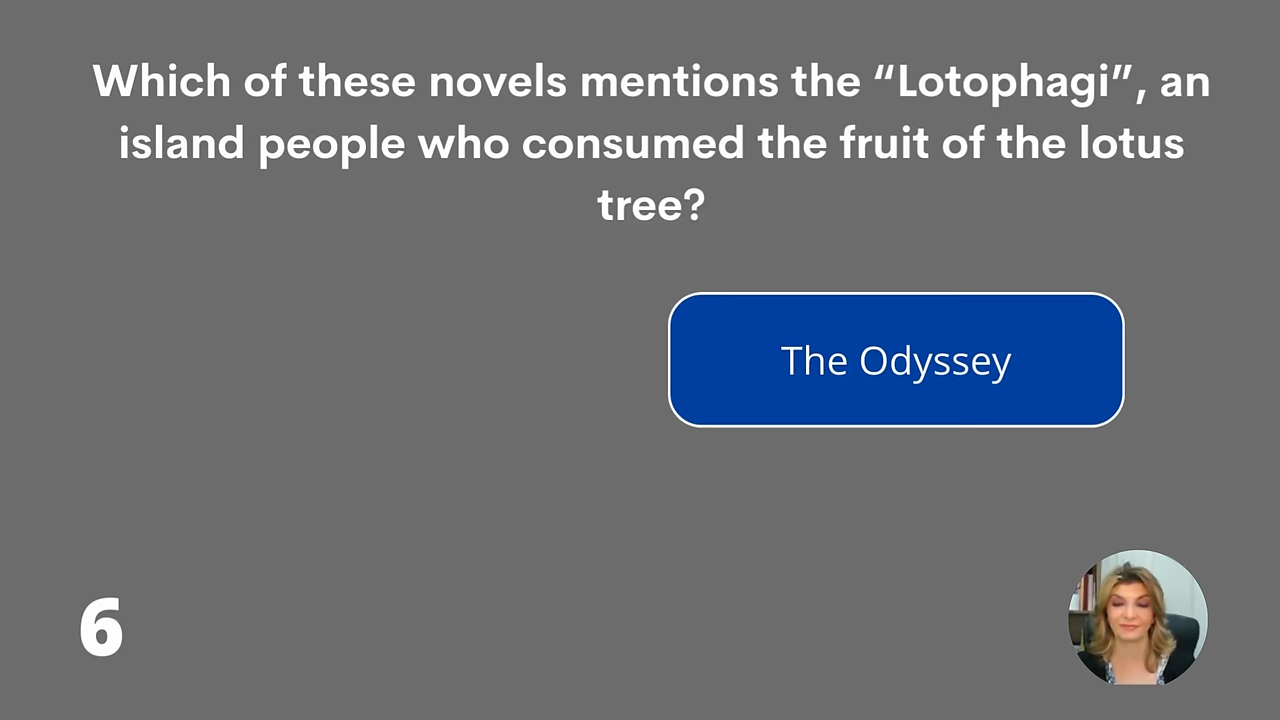 Which of these novels mentions the “Lotophagi”, an
island people who consumed the fruit of the lotus
tree?
The Odyssey
6